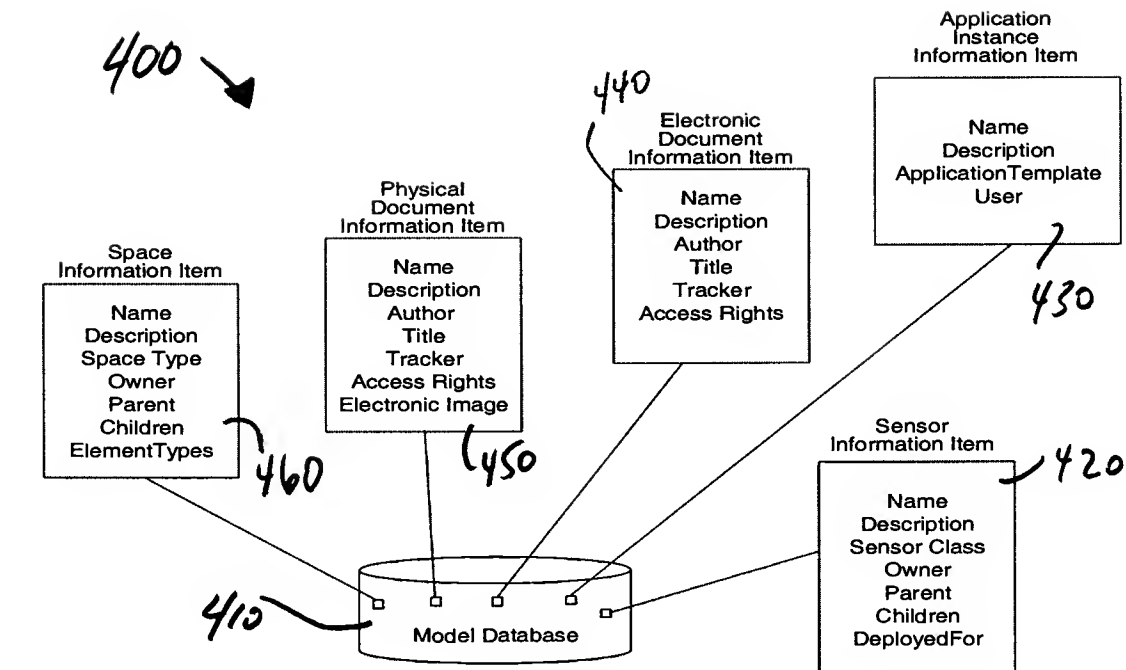 400
Application
Instance
Information Item
Name
Description
ApplicationTemplate
User
430
440
Electronic
Document
Information Item
Name
Description
Author
Title
Tracker
Access Rights
Physical
Document
Information Item
Name
Description
Author
Title
Tracker
Access Rights
Electronic Image
450
Space
Information Item
Name
Description
Space Type
Owner
Parent
Children
ElementTypes
460
Sensor
Information Item
420
Name
Description
Sensor Class
Owner
Parent
Children
DeployedFor
410
Model Database